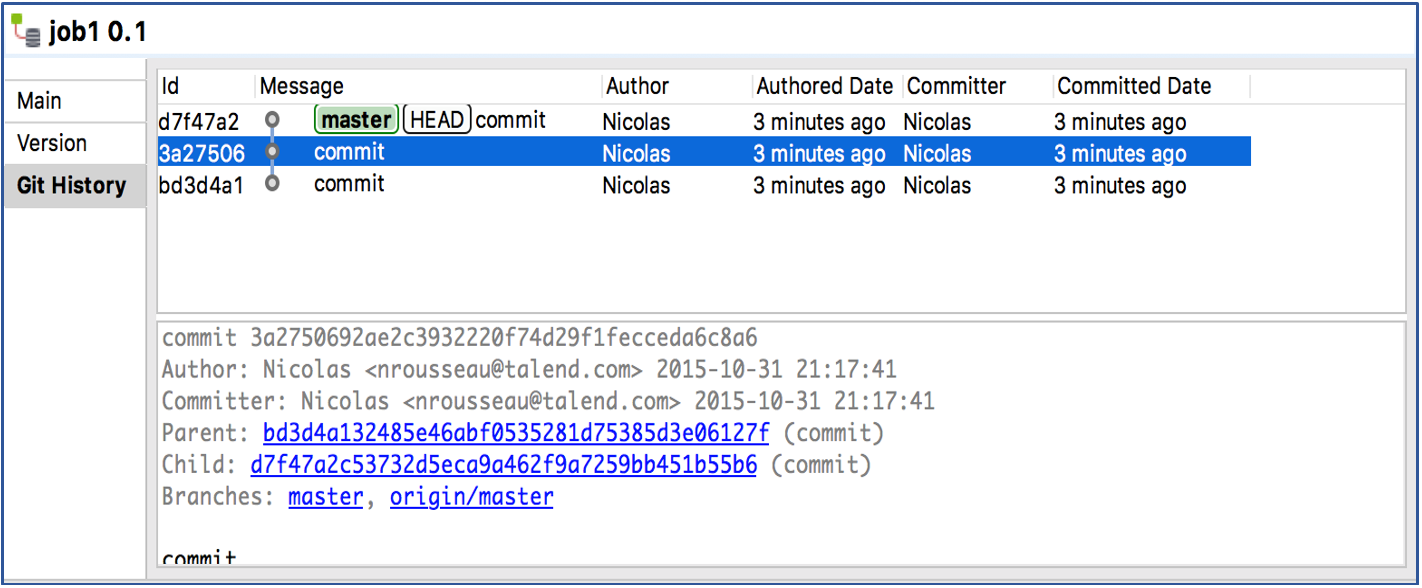 job1 0.1
Main
Version
Git History
Id Message Author Authored Date Committer Committed Date
d7f47a2 master HEAD commit Nicolas 3 minutes ago Nicolas 3 minutes ago
3a27506 commit Nicolas 3 minutes ago Nicolas 3 minutes ago
bd3d4a1 commit Nicolas 3 minutes ago Nicolas 3 minutes ago
commit 3a2750692ae2c3932220f74d29f1fecceda6c8a6
Author: Nicolas <nrousseau@talend.com> 2015-10-31 21:17:41
Committer: Nicolas <nrousseau@talend.com> 2015-10-31 21:17:41
Parent: bd3d4a132485e46abf0535281d75385d3e06127f (commit)
Child: d7f47a2c53732d5eca9a462f9a7259bb451b55b6 (commit)
Branches: master, origin/master
commit